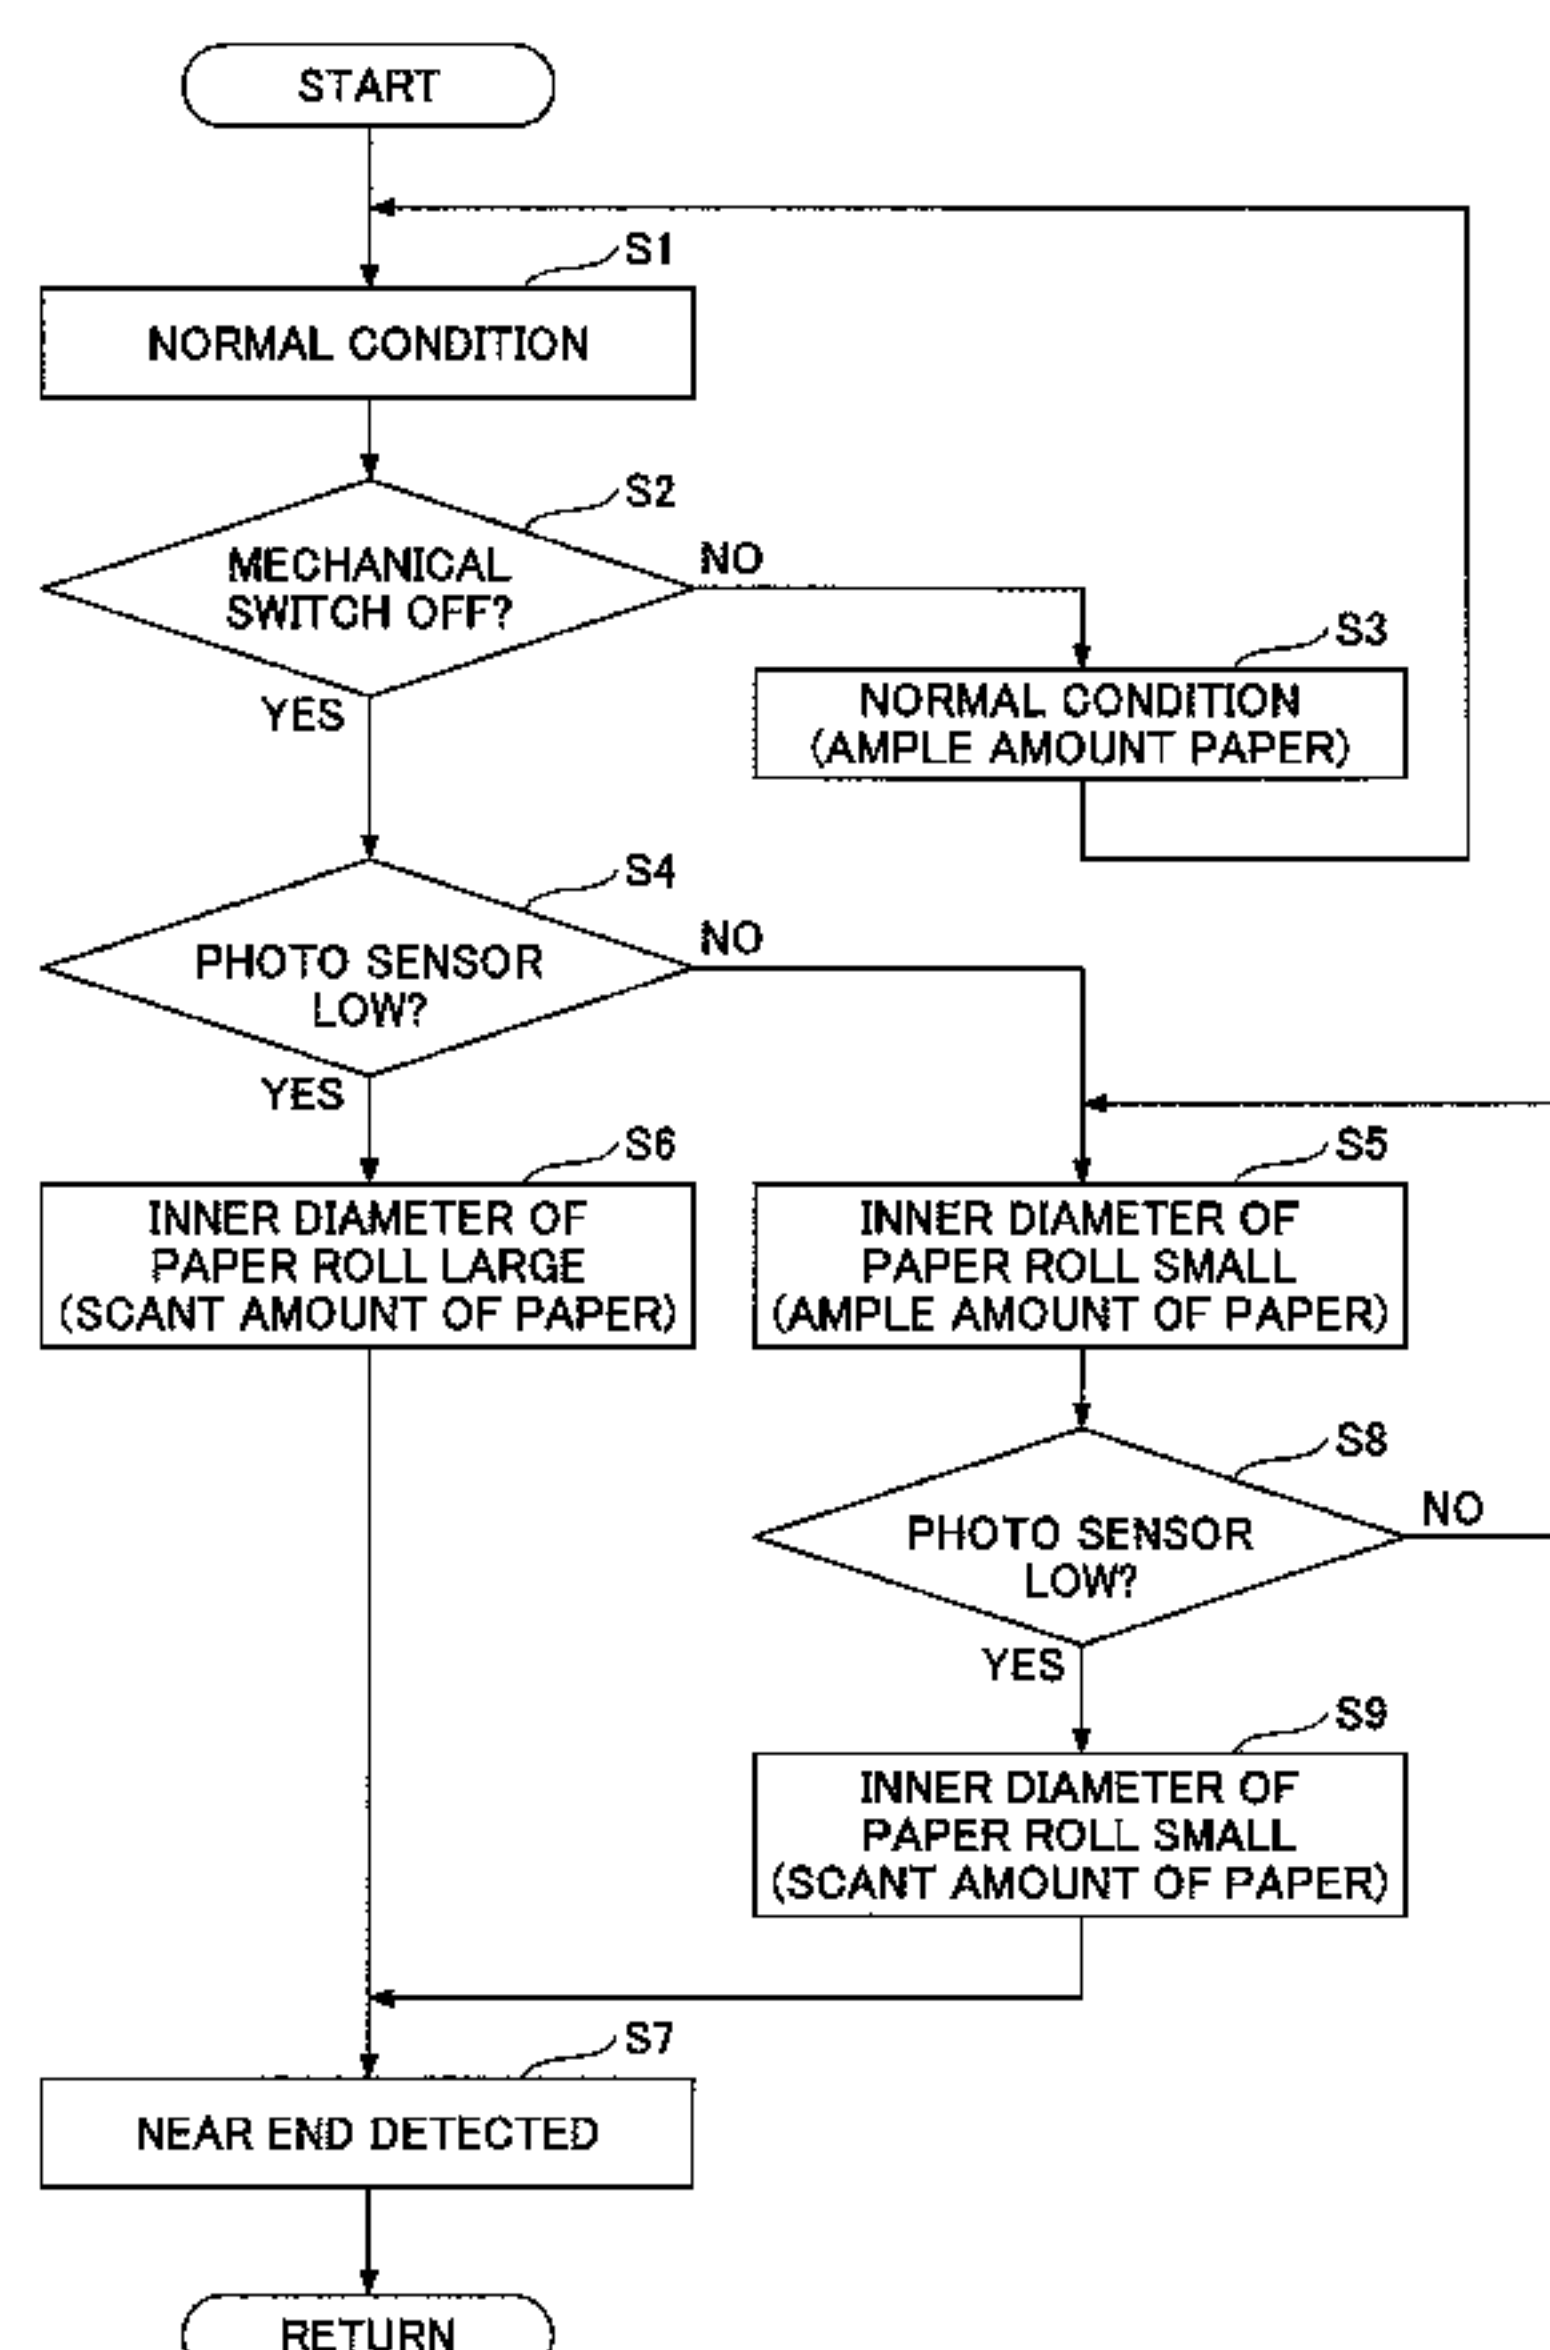 START
S1
NORMAL CONDITION
S2
MECHANICAL
SWITCH OFF?
NO
YES
S3
NORMAL CONDITION
(AMPLE AMOUNT PAPER)
S4
PHOTO SENSOR
LOW?
NO
YES
S6
INNER DIAMETER OF
PAPER ROLL LARGE
(SCANT AMOUNT OF PAPER)
S5
INNER DIAMETER OF
PAPER ROLL SMALL
(AMPLE AMOUNT OF PAPER)
S8
PHOTO SENSOR
LOW?
NO
YES
S9
INNER DIAMETER OF
PAPER ROLL SMALL
(SCANT AMOUNT OF PAPER)
S7
NEAR END DETECTED
RETURN